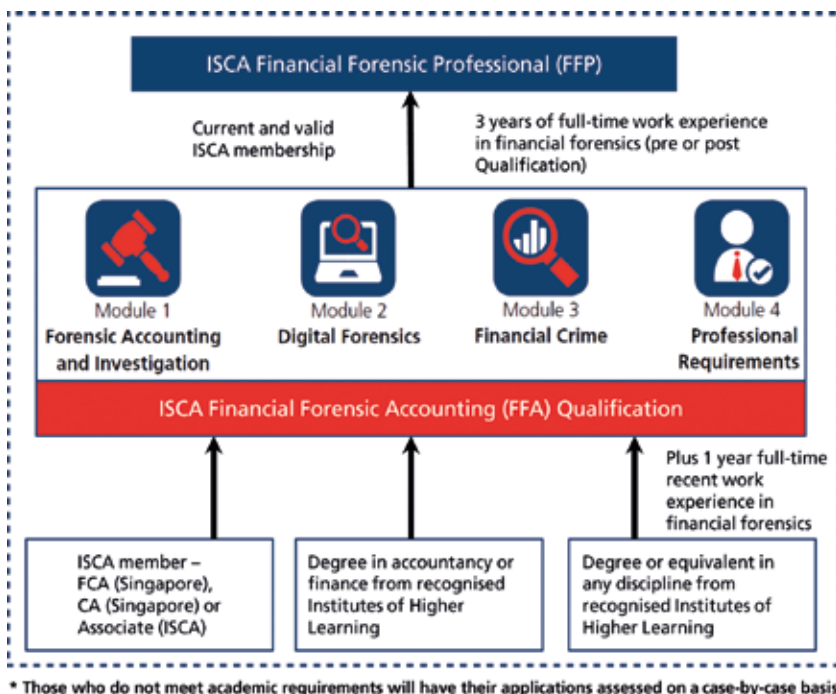 ISCA Financial Forensic Professional (FFP)
Current and valid
ISCA membership
3 years of full-time work experience
in financial forensics (pre or post
Qualification)
Module 1
Forensic Accounting
and Investigation
Module 2
Digital Forensics
Module 3
Financial Crime
Module 4
Professional
Requirements
ISCA Financial Forensic Accounting (FFA) Qualification
Plus 1 year full-time
recent work
experience in
financial forensics
ISCA member –
FCA (Singapore),
CA (Singapore) or
Associate (ISCA)
Degree in accountancy or
finance from recognised
Institutes of Higher
Learning
Degree or equivalent in
any discipline from
recognised Institutes of
Higher Learning
* Those who do not meet academic requirements will have their applications assessed on a case-by-case basis